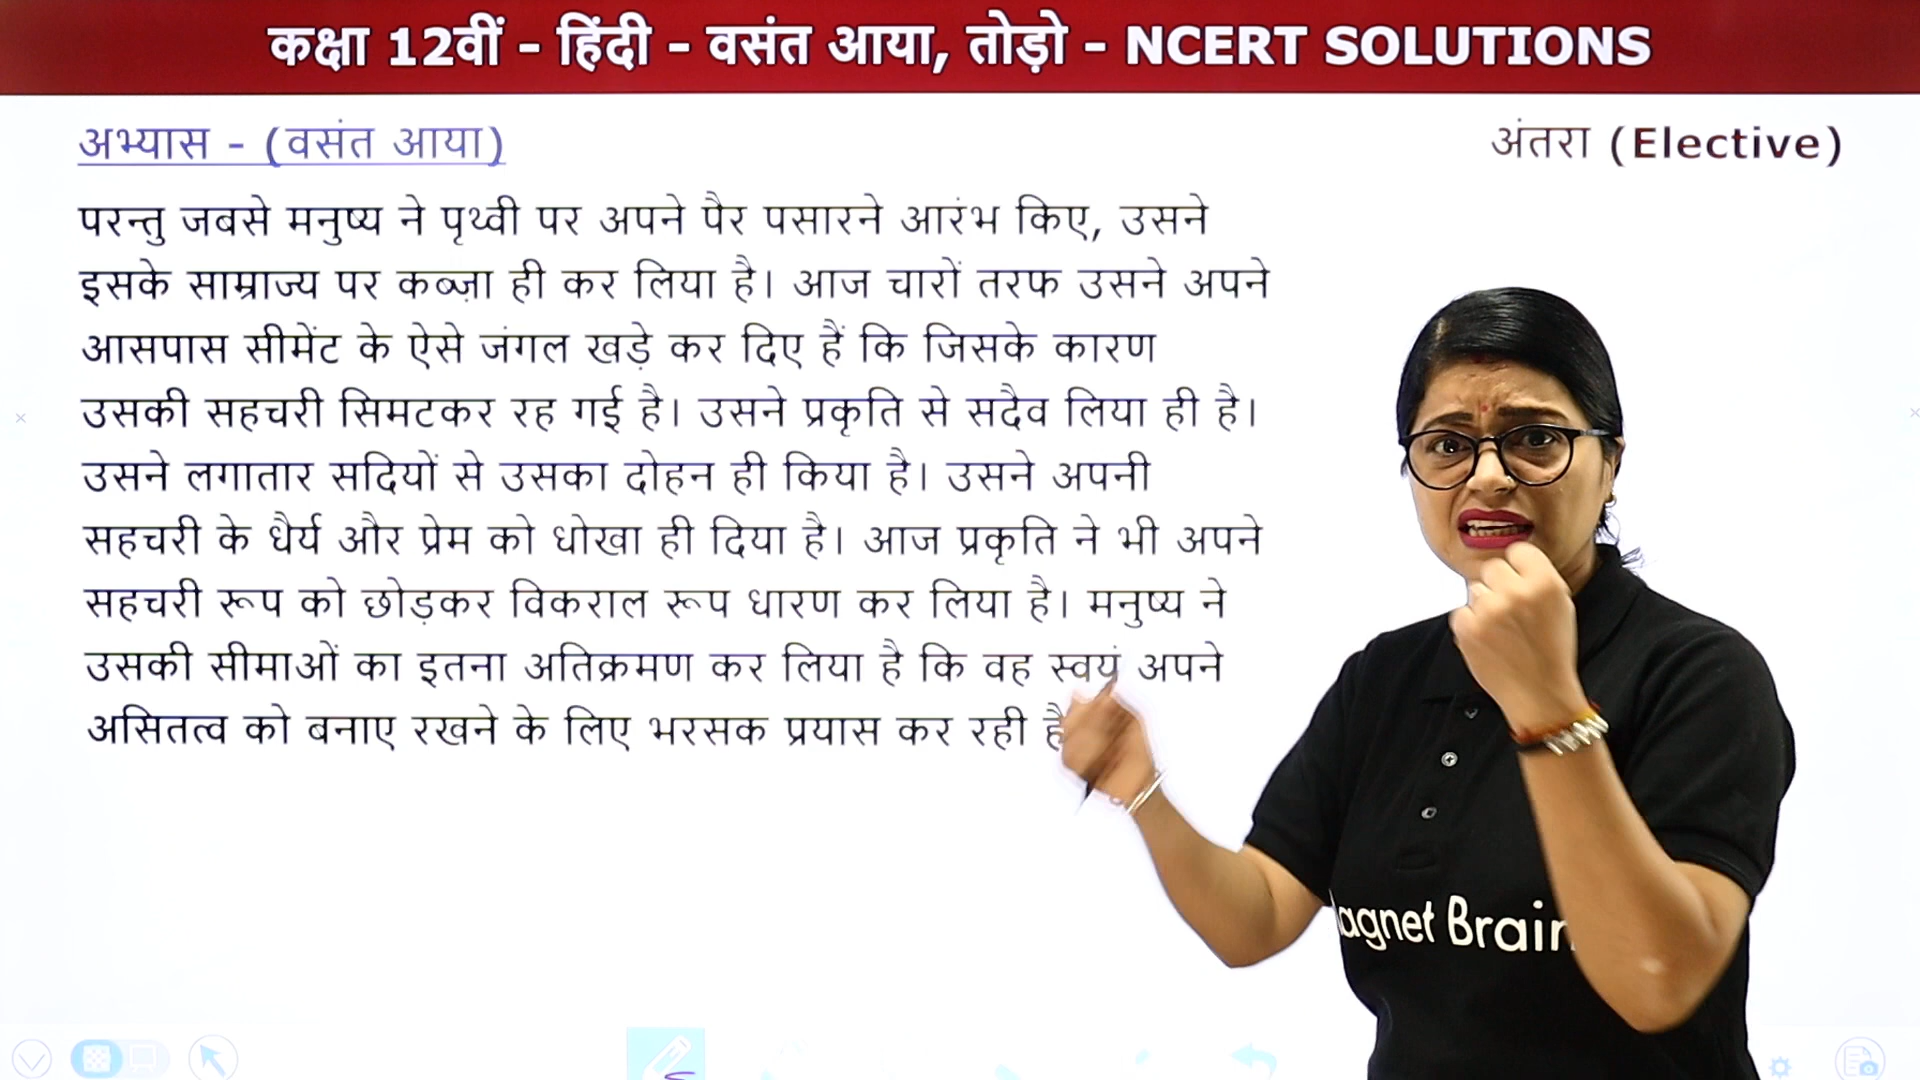 कक्षा 12वीं - हिंदी - वसंत आया, तोड़ो - NCERT SOLUTIONS
अभ्यास - (वसंत आया)
अंतरा (Elective)
परन्तु जबसे मनुष्य ने पृथ्वी पर अपने पैर पसारने आरंभ किए, उसने
इसके साम्राज्य पर कब्ज़ा ही कर लिया है। आज चारों तरफ उसने अपने
आसपास सीमेंट के ऐसे जंगल खड़े कर दिए हैं कि जिसके कारण
उसकी सहचरी सिमटकर रह गई है। उसने प्रकृति से सदैव लिया ही है।
उसने लगातार सदियों से उसका दोहन ही किया है। उसने अपनी
सहचरी के धैर्य और प्रेम को धोखा ही दिया है। आज प्रकृति ने भी अपने
सहचरी रूप को छोड़कर विकराल रूप धारण कर लिया है। मनुष्य ने
उसकी सीमाओं का इतना अतिक्रमण कर लिया है कि वह स्वयं अपने
असितत्व को बनाए रखने के लिए भरसक प्रयास कर रही है
agnet Brain